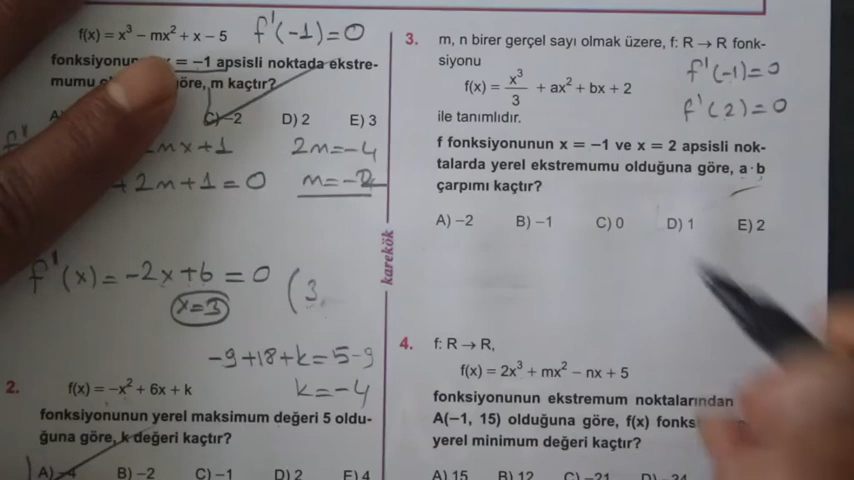 f(x) = x³ − mx² + x − 5 f'(-1)=0
= −1 apsisli noktada ekstre-
göre, m kaçtır?
C) −2 D) 2 E) 3
mx+1 2m=-4
+2m+1=0 m=-2
f'(x)=-2x+6=0 (3
x=3
-9+18+k=5-9
k=-4
2. f(x) = −x² + 6x + k
fonksiyonunun yerel maksimum değeri 5 oldu-
ğuna göre, k değeri kaçtır?
A) −4 B) −2 C) −1 D) 2 E) 4
karekök
3. m, n birer gerçel sayı olmak üzere, f: R → R fonk-
siyonu f'(-1)=0
f(x) = x³/3 + ax² + bx + 2 f'(2)=0
ile tanımlıdır.
f fonksiyonunun x = −1 ve x = 2 apsisli nok-
talarda yerel ekstremumu olduğuna göre, a·b
çarpımı kaçtır?
A) −2 B) −1 C) 0 D) 1 E) 2
4. f: R → R,
f(x) = 2x³ + mx² − nx + 5
fonksiyonunun ekstremum noktalarından
A(−1, 15) olduğuna göre, f(x) fonks
yerel minimum değeri kaçtır?
A) 15 B) 12 C) −21 D) −24